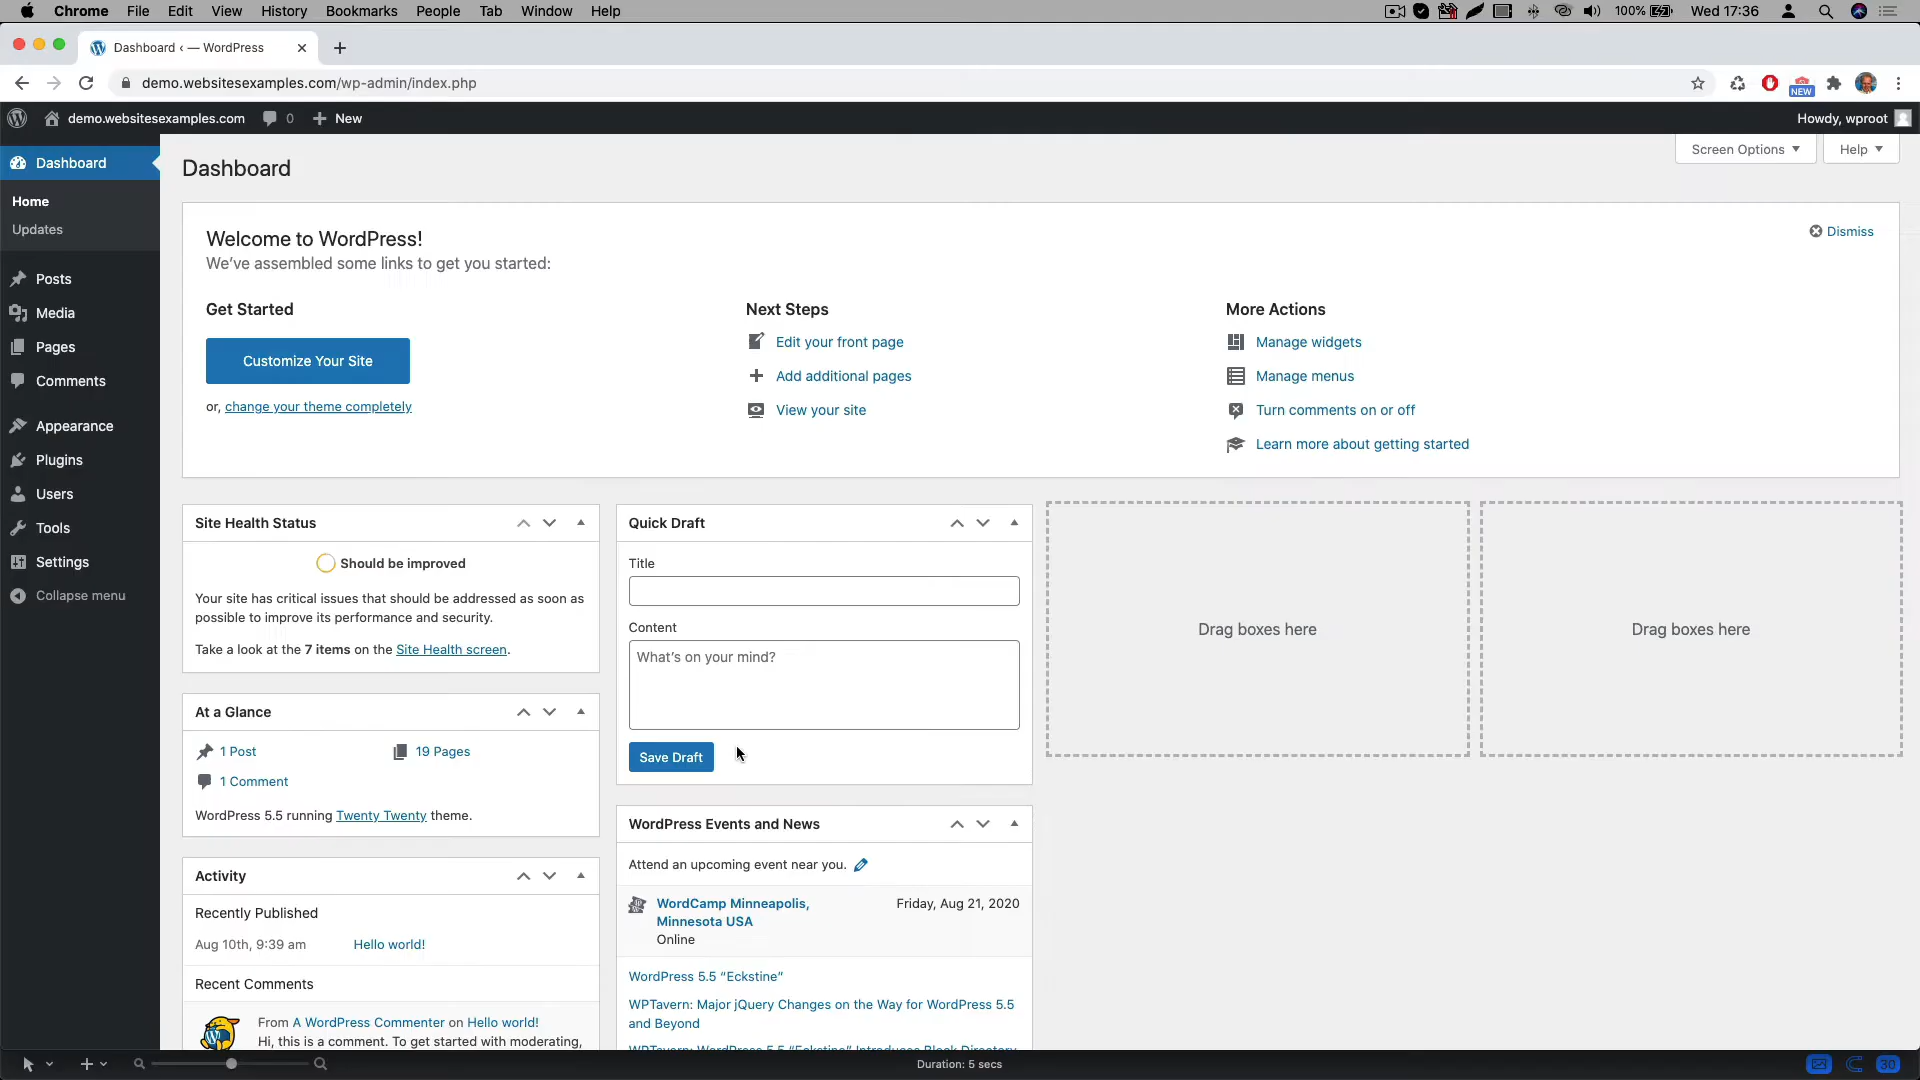 Chrome File Edit View History Bookmarks People Tab Window Help
100% Wed 17:36
Dashboard ‹ — WordPress
demo.websitesexamples.com/wp-admin/index.php
NEW
demo.websitesexamples.com 0 New
Howdy, wproot
Dashboard
Home
Updates
Posts
Media
Pages
Comments
Appearance
Plugins
Users
Tools
Settings
Collapse menu
Dashboard
Screen Options
Help
Welcome to WordPress!
We’ve assembled some links to get you started:
Dismiss
Get Started
Customize Your Site
or, change your theme completely
Next Steps
Edit your front page
Add additional pages
View your site
More Actions
Manage widgets
Manage menus
Turn comments on or off
Learn more about getting started
Site Health Status
Should be improved
Your site has critical issues that should be addressed as soon as
possible to improve its performance and security.
Take a look at the 7 items on the Site Health screen.
At a Glance
1 Post
19 Pages
1 Comment
WordPress 5.5 running Twenty Twenty theme.
Activity
Recently Published
Aug 10th, 9:39 am Hello world!
Recent Comments
From A WordPress Commenter on Hello world!
Hi, this is a comment. To get started with moderating,
Quick Draft
Title
Content
What’s on your mind?
Save Draft
WordPress Events and News
Attend an upcoming event near you.
WordCamp Minneapolis,
Minnesota USA
Online
Friday, Aug 21, 2020
WordPress 5.5 “Eckstine”
WPTavern: Major jQuery Changes on the Way for WordPress 5.5
and Beyond
WPTavern: WordPress 5.5 “Eckstine” Introduces Block Directory,
Drag boxes here
Drag boxes here
Duration: 5 secs
30